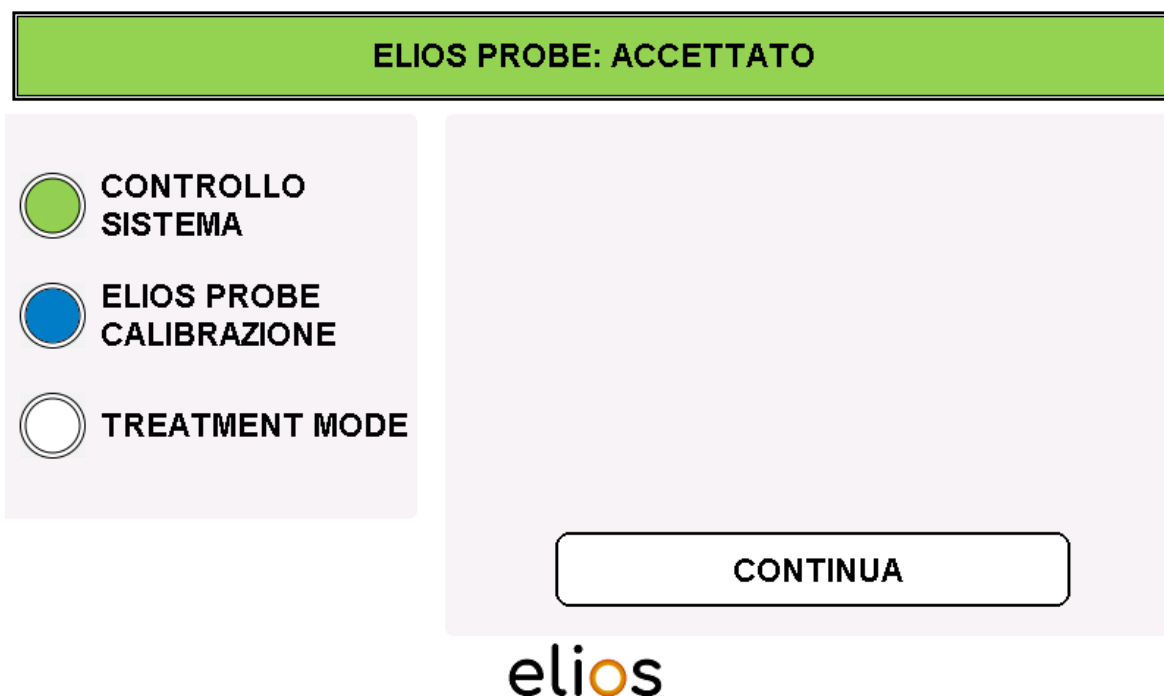 ELIOS PROBE: ACCETTATO
CONTROLLO
SISTEMA
ELIOS PROBE
CALIBRAZIONE
TREATMENT MODE
CONTINUA
elios